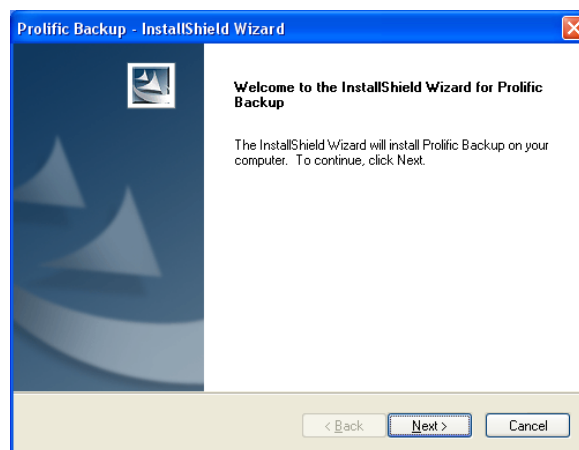 Prolific Backup - InstallShield Wizard
Welcome to the InstallShield Wizard for Prolific
Backup
The InstallShield Wizard will install Prolific Backup on your
computer. To continue, click Next.
< Back Next > Cancel